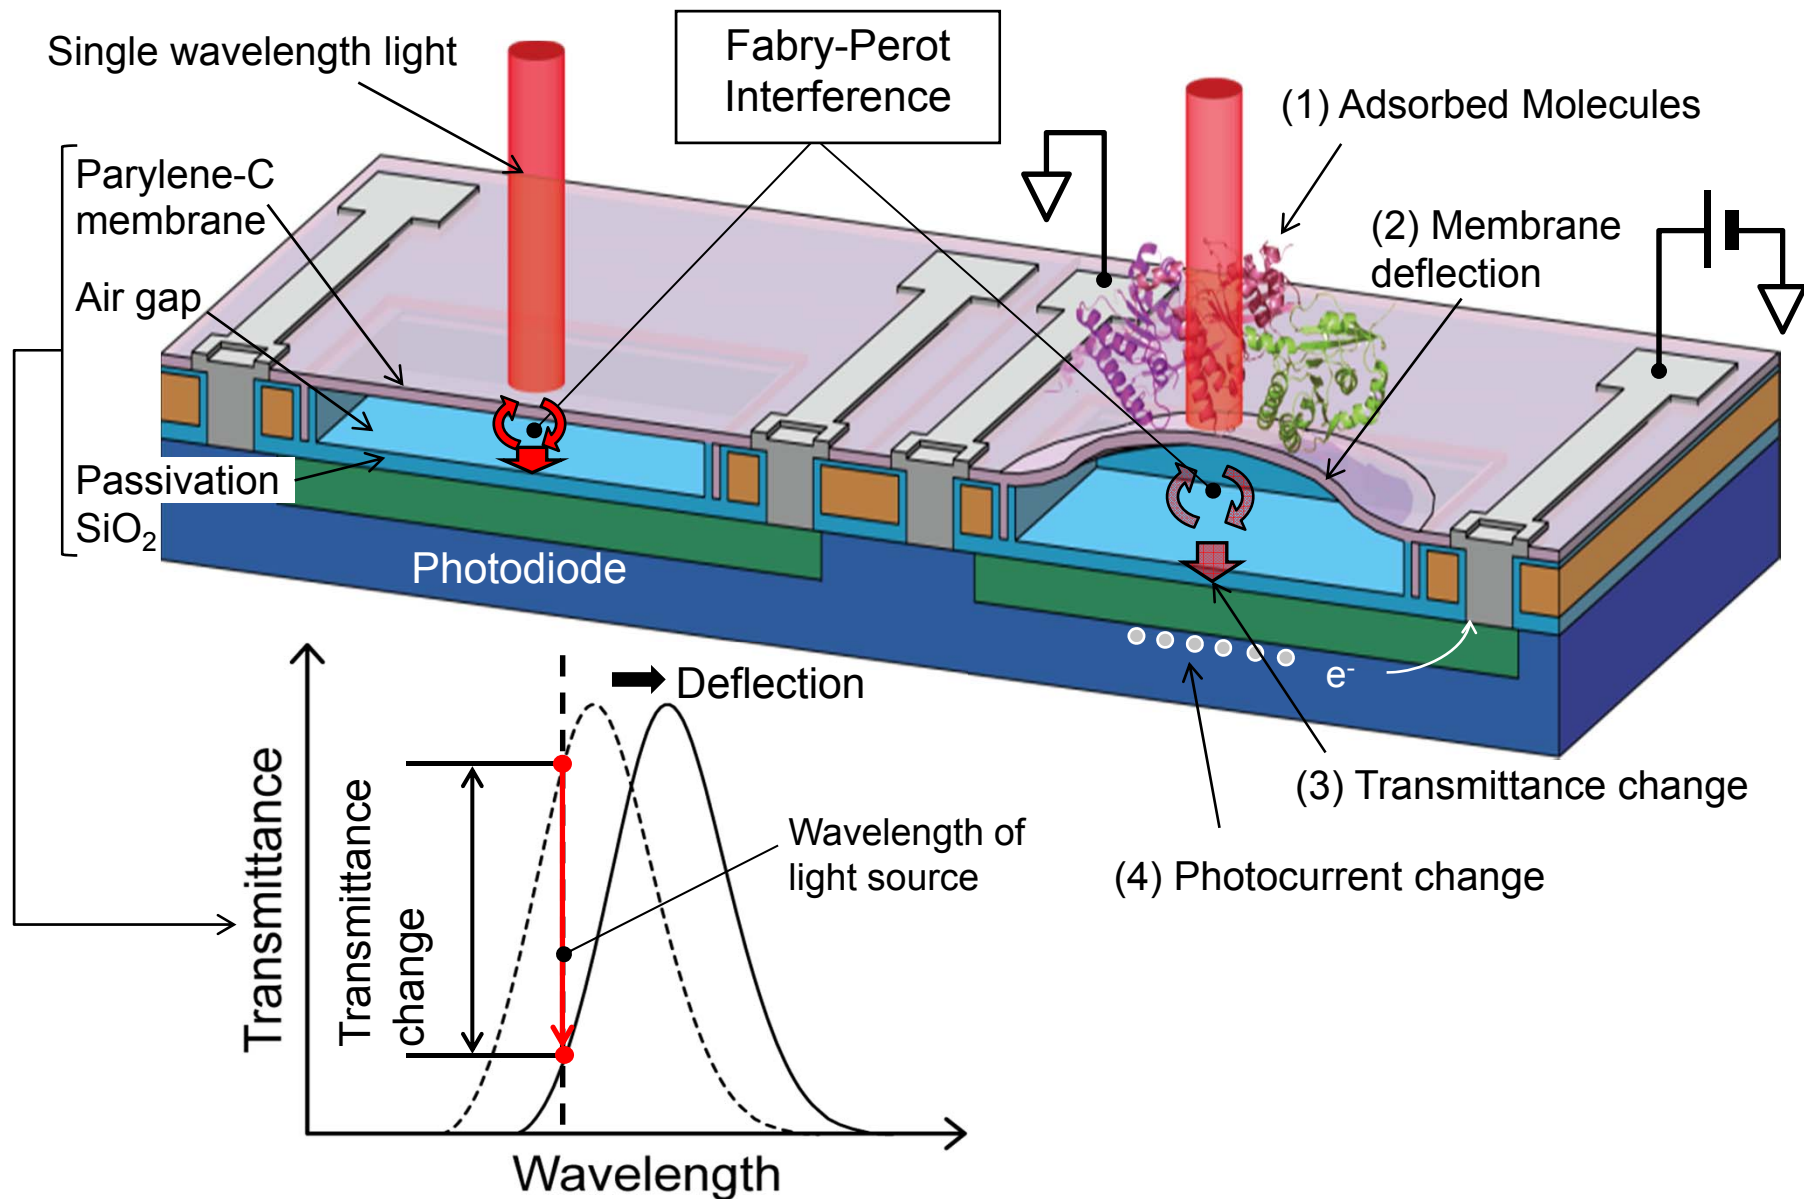 Single wavelength light
Fabry-Perot
Interference
(1) Adsorbed Molecules
Parylene-C
membrane
(2) Membrane
deflection
Air gap
Passivation
SiO2
Photodiode
e-
Deflection
(3) Transmittance change
Wavelength of
light source
(4) Photocurrent change
Transmittance
Transmittance
change
Wavelength